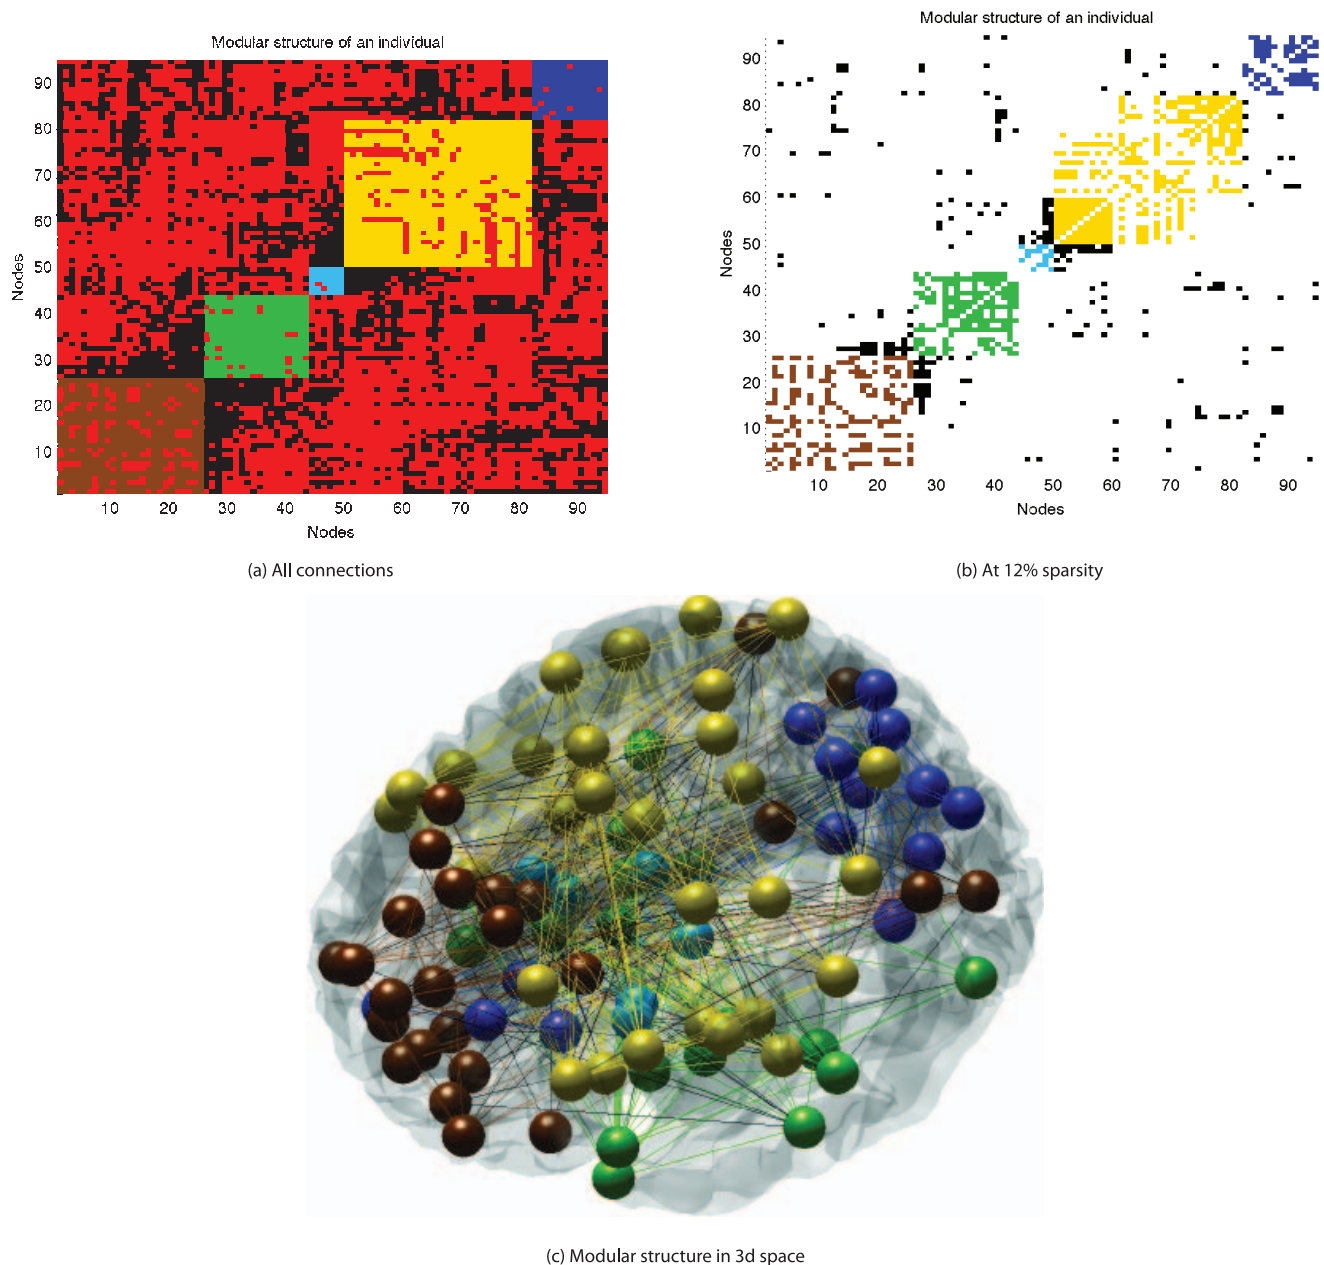 Modular structure of an individual
90
80
70
60
50
40
30
20
10
Nodes
10 20 30 40 50 60 70 80 90
Nodes
(a) All connections
Modular structure of an individual
90
80
70
60
50
40
30
20
10
Nodes
10 20 30 40 50 60 70 80 90
Nodes
(b) At 12% sparsity
(c) Modular structure in 3d space